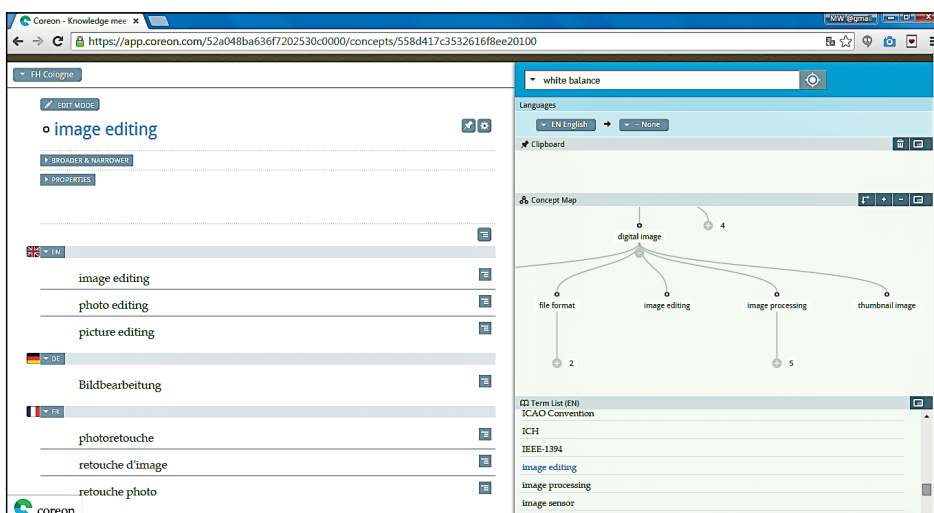 Coreon - Knowledge mee
MW@gmail
https://app.coreon.com/52a048ba636f7202530c0000/concepts/558d417c3532616f8ee20100
FH Cologne
EDIT MODE
image editing
BROADER & NARROWER
PROPERTIES
EN
image editing
photo editing
picture editing
DE
Bildbearbeitung
FR
photoretouche
retouche d'image
retouche photo
coreon
white balance
Languages
EN English
-- None
Clipboard
Concept Map
4
digital image
file format
image editing
image processing
thumbnail image
2
5
Term List (EN)
ICAO Convention
ICH
IEEE-1394
image editing
image processing
image sensor